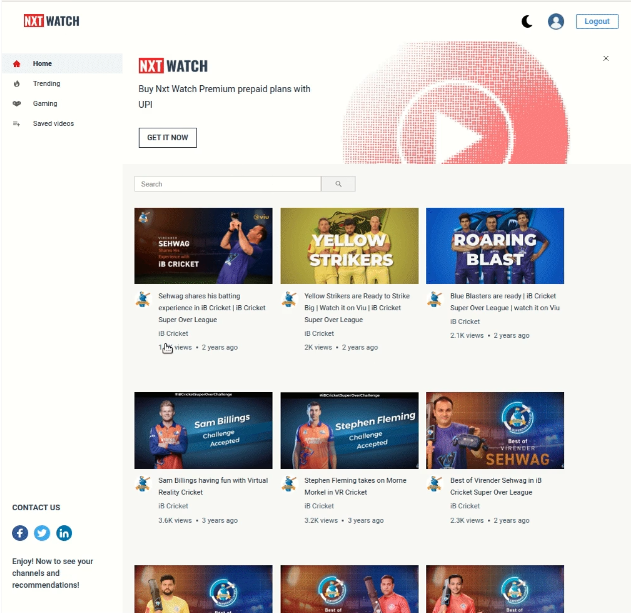 NXT WATCH
Logout
Home
Trending
Gaming
Saved videos
NXT WATCH
Buy Nxt Watch Premium prepaid plans with
UPI
GET IT NOW
Search
VIU
VIRENDER
SEHWAG
iB CRICKET
Sehwag shares his batting
experience in iB Cricket | iB Cricket
Super Over League
iB Cricket
views • 2 years ago
YELLOW
STRIKERS
Yellow Strikers are Ready to Strike
Big | Watch it on Viu | iB Cricket
Super Over League
iB Cricket
2K views • 2 years ago
ROARING
BLAST
Blue Blasters are ready | iB Cricket
Super Over League | watch it on Viu
iB Cricket
2.1K views • 2 years ago
#iBCricketSuperOverChallenge
Sam Billings
Challenge
Accepted
Sam Billings having fun with Virtual
Reality Cricket
iB Cricket
3.6K views • 3 years ago
#iBCricketSuperOverChallenge
Stephen Fleming
Challenge
Accepted
Stephen Fleming takes on Morne
Morkel in VR Cricket
iB Cricket
3.2K views • 3 years ago
Best of
VIRENDER
SEHWAG
Best of Virender Sehwag in iB
Cricket Super Over League
iB Cricket
2.3K views • 2 years ago
Best of
Best of
Best of
CONTACT US
Enjoy! Now to see your
channels and
recommendations!